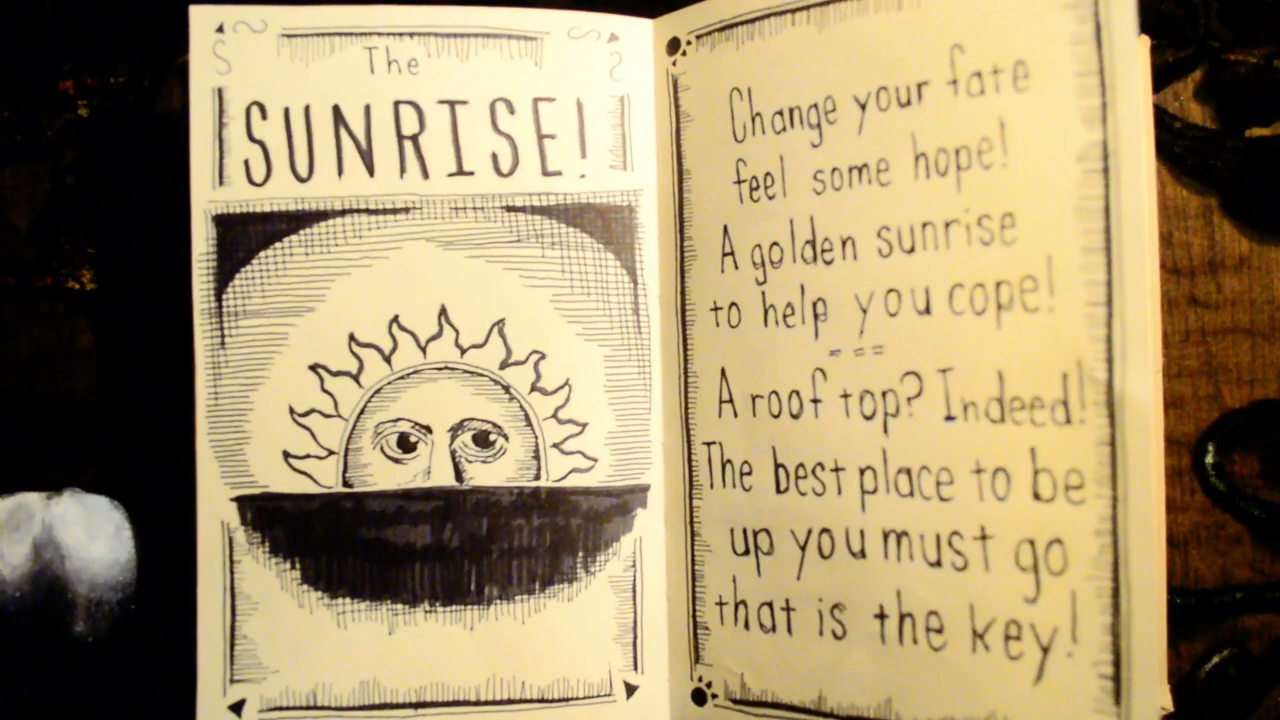 The
SUNRISE!
Change your fate
feel some hope!
A golden sunrise
to help you cope!
A roof top? Indeed!
The best place to be
up you must go
that is the key!